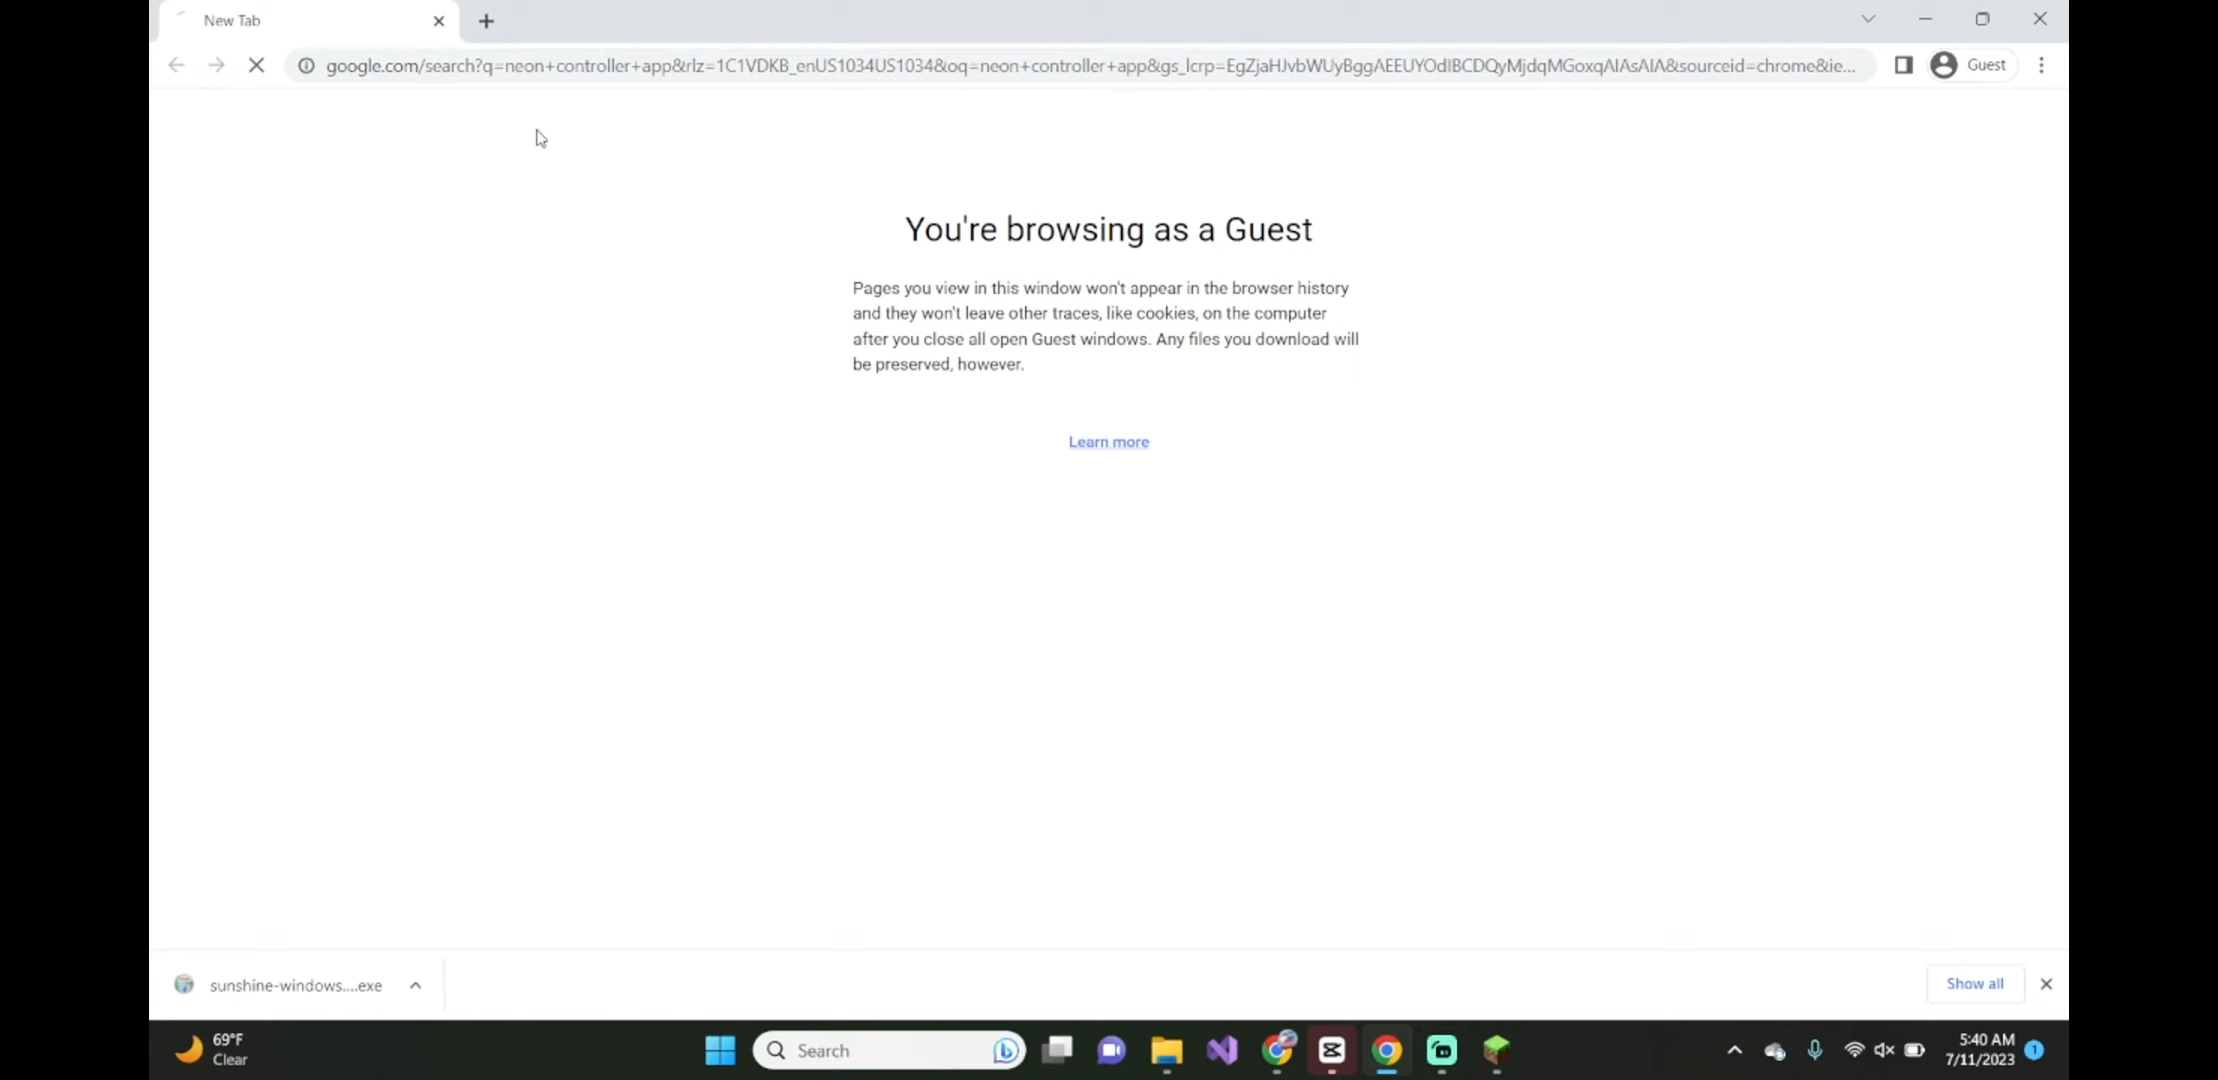 New Tab
google.com/search?q=neon+controller+app&rlz=1C1VDKB_enUS1034US1034&oq=neon+controller+app&gs_lcrp=EgZjaHJvbWUyBggAEEUYOdIBCDQyMjdqMGoxqAIAsAIA&sourceid=chrome&ie...
Guest
You're browsing as a Guest
Pages you view in this window won't appear in the browser history
and they won't leave other traces, like cookies, on the computer
after you close all open Guest windows. Any files you download will
be preserved, however.
Learn more
sunshine-windows....exe
Show all
69°F
Clear
Search
5:40 AM
7/11/2023
1